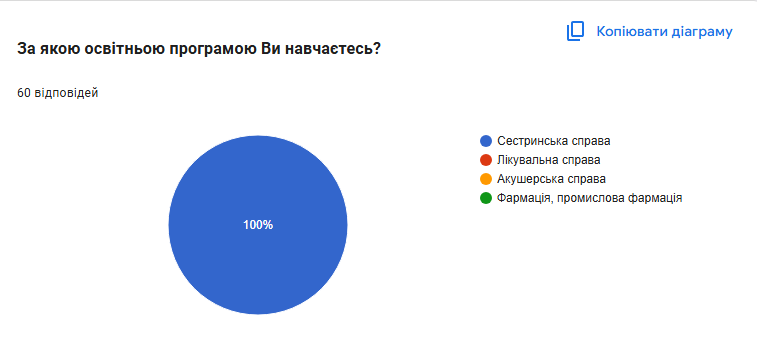 Копіювати діаграму
За якою освітньою програмою Ви навчаєтесь?
60 відповідей
100%
Сестринська справа
Лікувальна справа
Акушерська справа
Фармація, промислова фармація